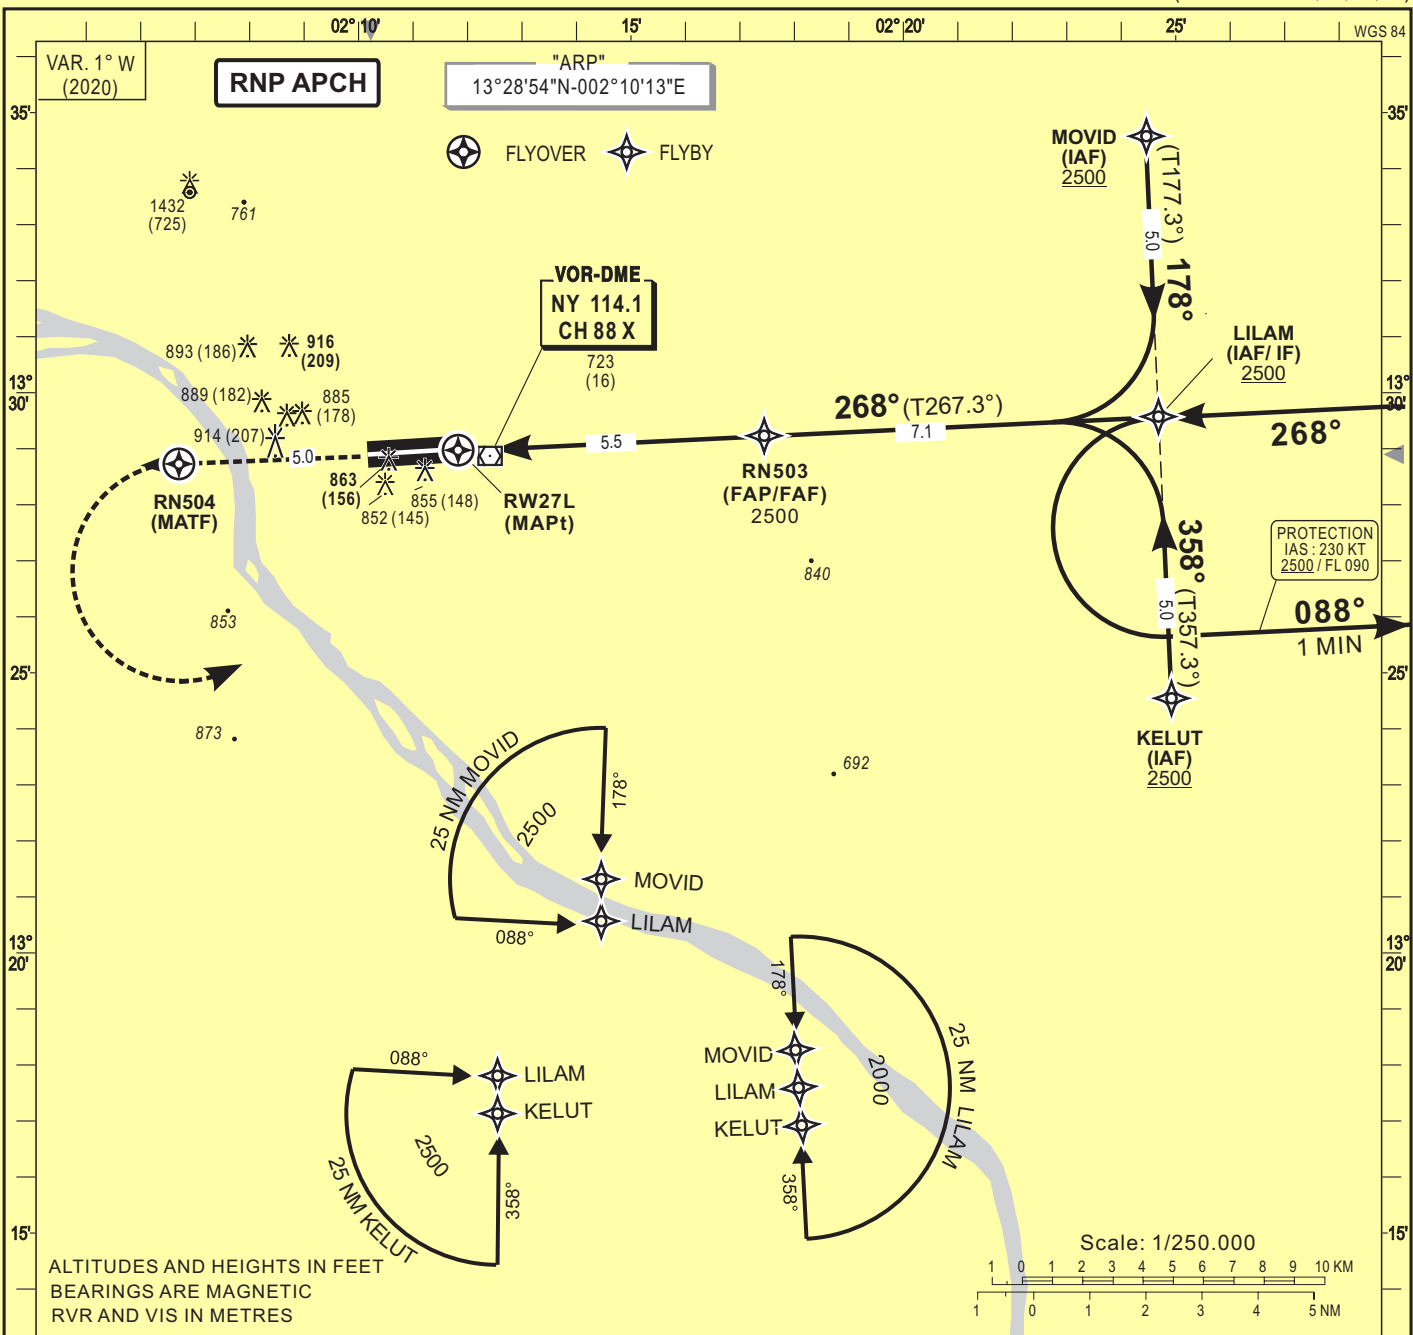 02° 10'
15'
02° 20'
25'
WGS 84
VAR. 1° W
(2020)
RNP APCH
"ARP"
13°28'54"N-002°10'13"E
FLYOVER
FLYBY
35'
35'
MOVID
(IAF)
2500
(T177.3°)
5.0
178°
1432
(725)
761
VOR-DME
NY 114.1
CH 88 X
723
(16)
893 (186)
916
(209)
889 (182)
885
(178)
914 (207)
LILAM
(IAF/ IF)
2500
13°
30'
13°
30'
268° (T267.3°)
7.1
5.5
5.0
268°
RN504
(MATF)
863
(156)
852 (145)
855 (148)
RW27L
(MAPt)
RN503
(FAP/FAF)
2500
840
358° (T357.3°)
5.0
PROTECTION
IAS : 230 KT
2500 / FL 090
088°
1 MIN
853
25'
25'
KELUT
(IAF)
2500
873
692
25 NM MOVID
2500
178°
MOVID
LILAM
088°
13°
20'
13°
20'
178°
MOVID
LILAM
KELUT
358°
2000
25 NM LILAM
088°
LILAM
KELUT
2500
25 NM KELUT
358°
15'
15'
ALTITUDES AND HEIGHTS IN FEET
BEARINGS ARE MAGNETIC
RVR AND VIS IN METRES
Scale: 1/250.000
1 0 1 2 3 4 5 6 7 8 9 10 KM
1 0 1 2 3 4 5 NM